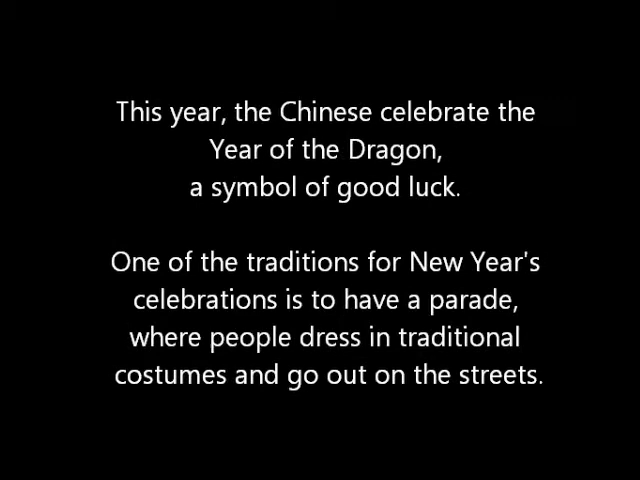 This year, the Chinese celebrate the
Year of the Dragon,
a symbol of good luck.
One of the traditions for New Year's
celebrations is to have a parade,
where people dress in traditional
costumes and go out on the streets.